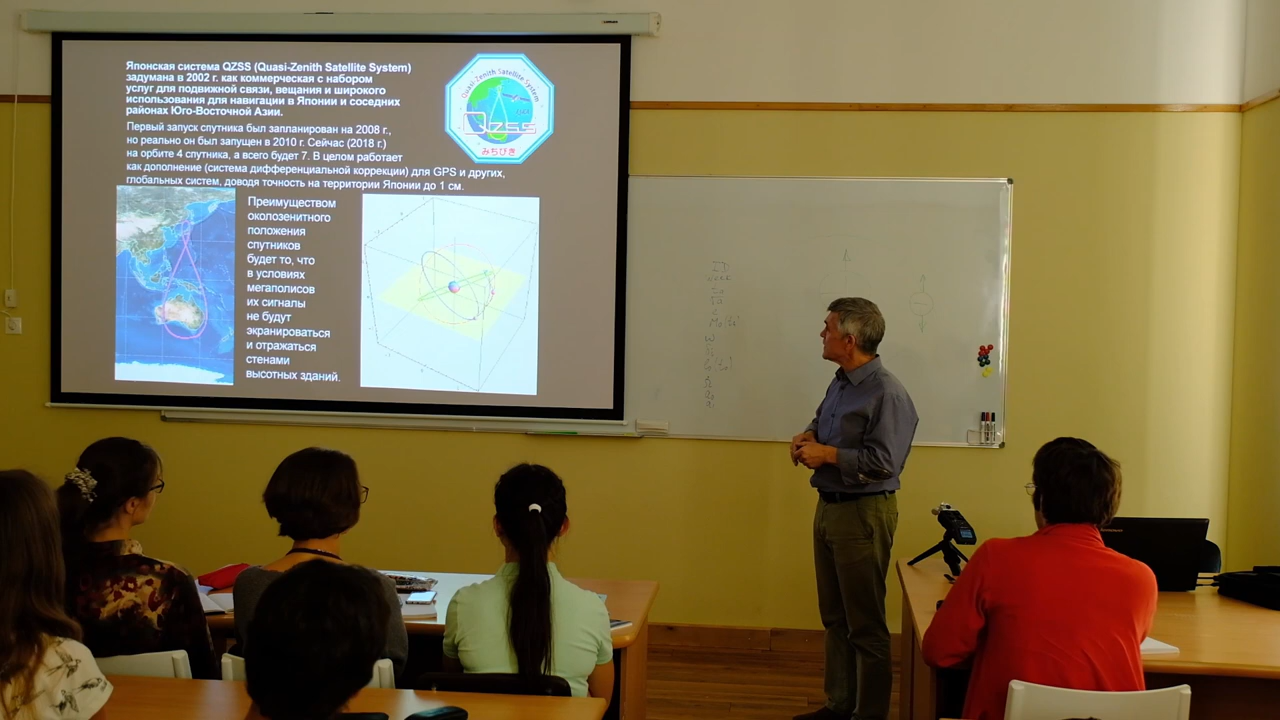 Японская система QZSS (Quasi-Zenith Satellite System)
задумана в 2002 г. как коммерческая с набором
услуг для подвижной связи, вещания и широкого
использования для навигации в Японии и соседних
районах Юго-Восточной Азии.
Первый запуск спутника был запланирован на 2008 г.,
но реально он был запущен в 2010 г. Сейчас (2018 г.)
на орбите 4 спутника, а всего будет 7. В целом работает
как дополнение (система дифференциальной коррекции) для GPS и других,
глобальных систем, доводя точность на территории Японии до 1 см.
Quasi-Zenith Satellite System
QZSS
みちびき
Преимуществом
околозенитного
положения
спутников
будет то, что
в условиях
мегаполисов
их сигналы
не будут
экранироваться
и отражаться
стенами
высотных зданий.